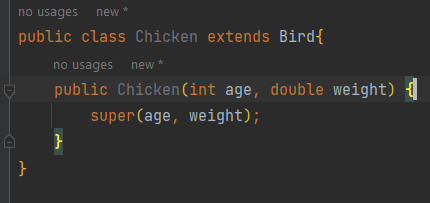 no usages   new *
public class Chicken extends Bird{
no usages   new *
    public Chicken(int age, double weight) {
        super(age, weight);
    }
}